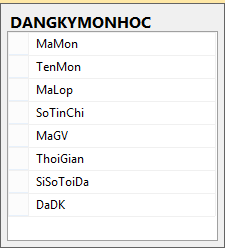 DANGKYMONHOC
MaMon
TenMon
MaLop
SoTinChi
MaGV
ThoiGian
SiSoToiDa
DaDK